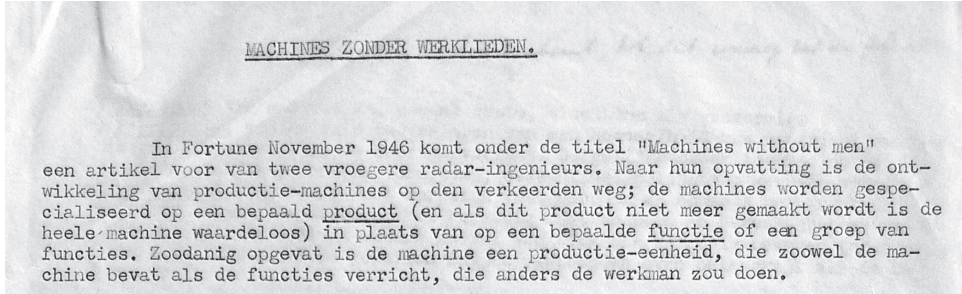 MACHINES ZONDER WERKLIEDEN.
In Fortune November 1946 komt onder de titel "Machines without men"
een artikel voor van twee vroegere radar-ingenieurs. Naar hun opvatting is de ont-
wikkeling van productie-machines op den verkeerden weg; de machines worden gespe-
cialiseerd op een bepaald product (en als dit product niet meer gemaakt wordt is de
heele machine waardeloos) in plaats van op een bepaalde functie of een groep van
functies. Zoodanig opgevat is de machine een productie-eenheid, die zoowel de ma-
chine bevat als de functies verricht, die anders de werkman zou doen.